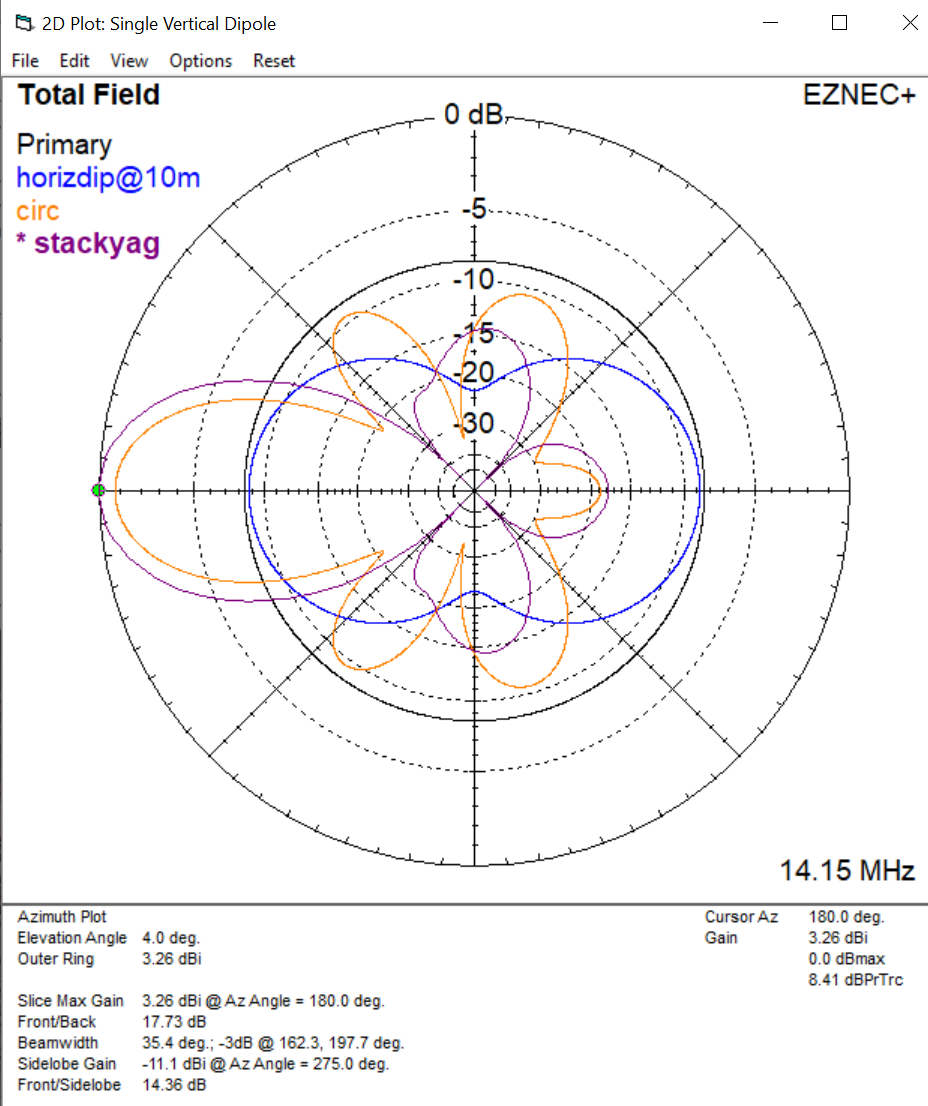 2D Plot: Single Vertical Dipole
File Edit View Options Reset
Total Field
EZNEC+
Primary
horizdip@10m
circ
* stackyag
0 dB
-5
-10
-15
-20
-30
14.15 MHz
Azimuth Plot
Elevation Angle 4.0 deg.
Outer Ring 3.26 dBi
Cursor Az 180.0 deg.
Gain 3.26 dBi
0.0 dBmax
8.41 dBPrTrc
Slice Max Gain 3.26 dBi @ Az Angle = 180.0 deg.
Front/Back 17.73 dB
Beamwidth 35.4 deg.; -3dB @ 162.3, 197.7 deg.
Sidelobe Gain -11.1 dBi @ Az Angle = 275.0 deg.
Front/Sidelobe 14.36 dB